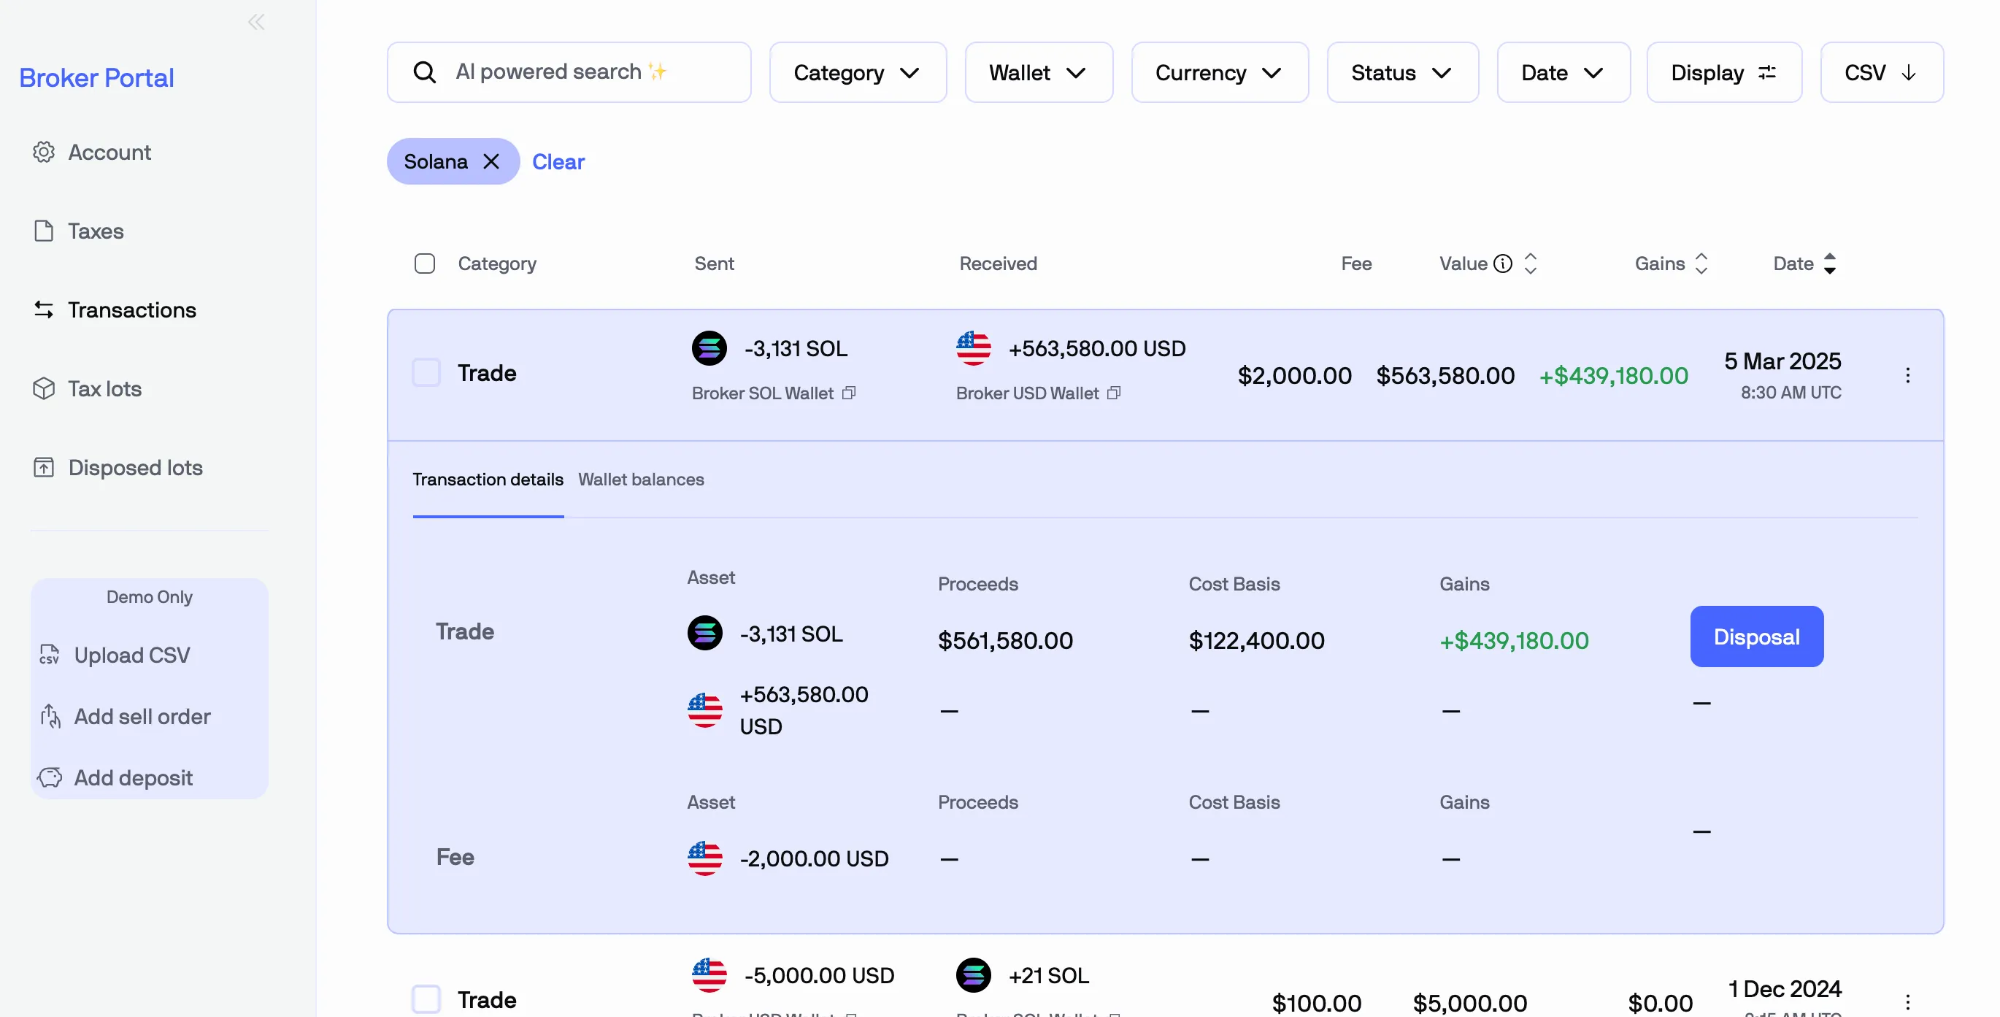 Broker Portal
Account
Taxes
Transactions
Tax lots
Disposed lots
Demo Only
CSV
Upload CSV
Add sell order
Add deposit
AI powered search ✨
Category
Wallet
Currency
Status
Date
Display
CSV
Solana
Clear
Category Sent Received Fee Value Gains Date
Trade
-3,131 SOL
Broker SOL Wallet
+563,580.00 USD
Broker USD Wallet
$2,000.00
$563,580.00
+$439,180.00
5 Mar 2025
8:30 AM UTC
Transaction details Wallet balances
Asset Proceeds Cost Basis Gains
Trade
-3,131 SOL
$561,580.00
$122,400.00
+$439,180.00
Disposal
+563,580.00
USD
— — — —
Asset Proceeds Cost Basis Gains
Fee
-2,000.00 USD
— — — —
Trade
-5,000.00 USD
+21 SOL
$100.00
$5,000.00
$0.00
1 Dec 2024